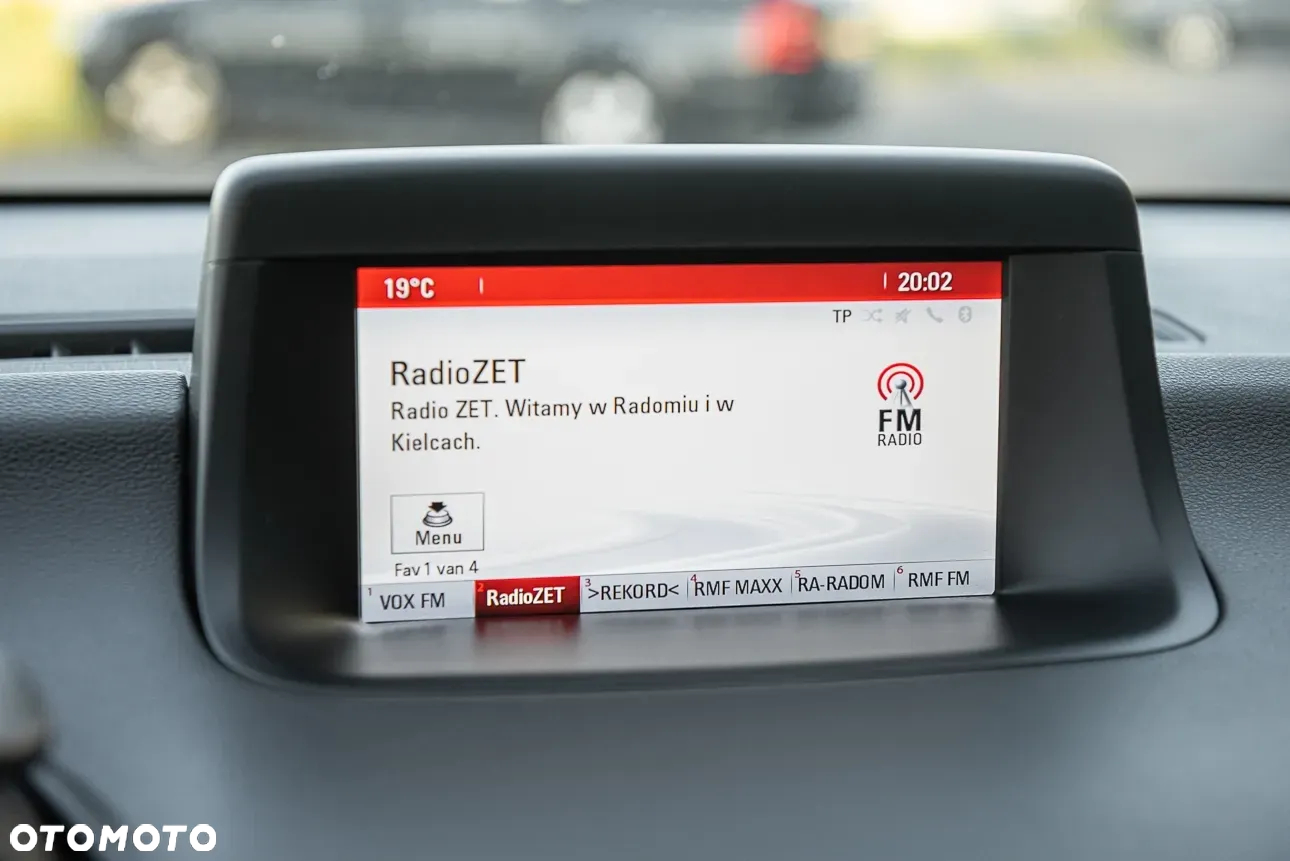 19°C
20:02
TP
RadioZET
Radio ZET. Witamy w Radomiu i w
Kielcach.
FM
RADIO
Menu
Fav 1 van 4
1 VOX FM 2 RadioZET 3 >REKORD< 4 RMF MAXX 5 RA-RADOM 6 RMF FM
OTOMOTO